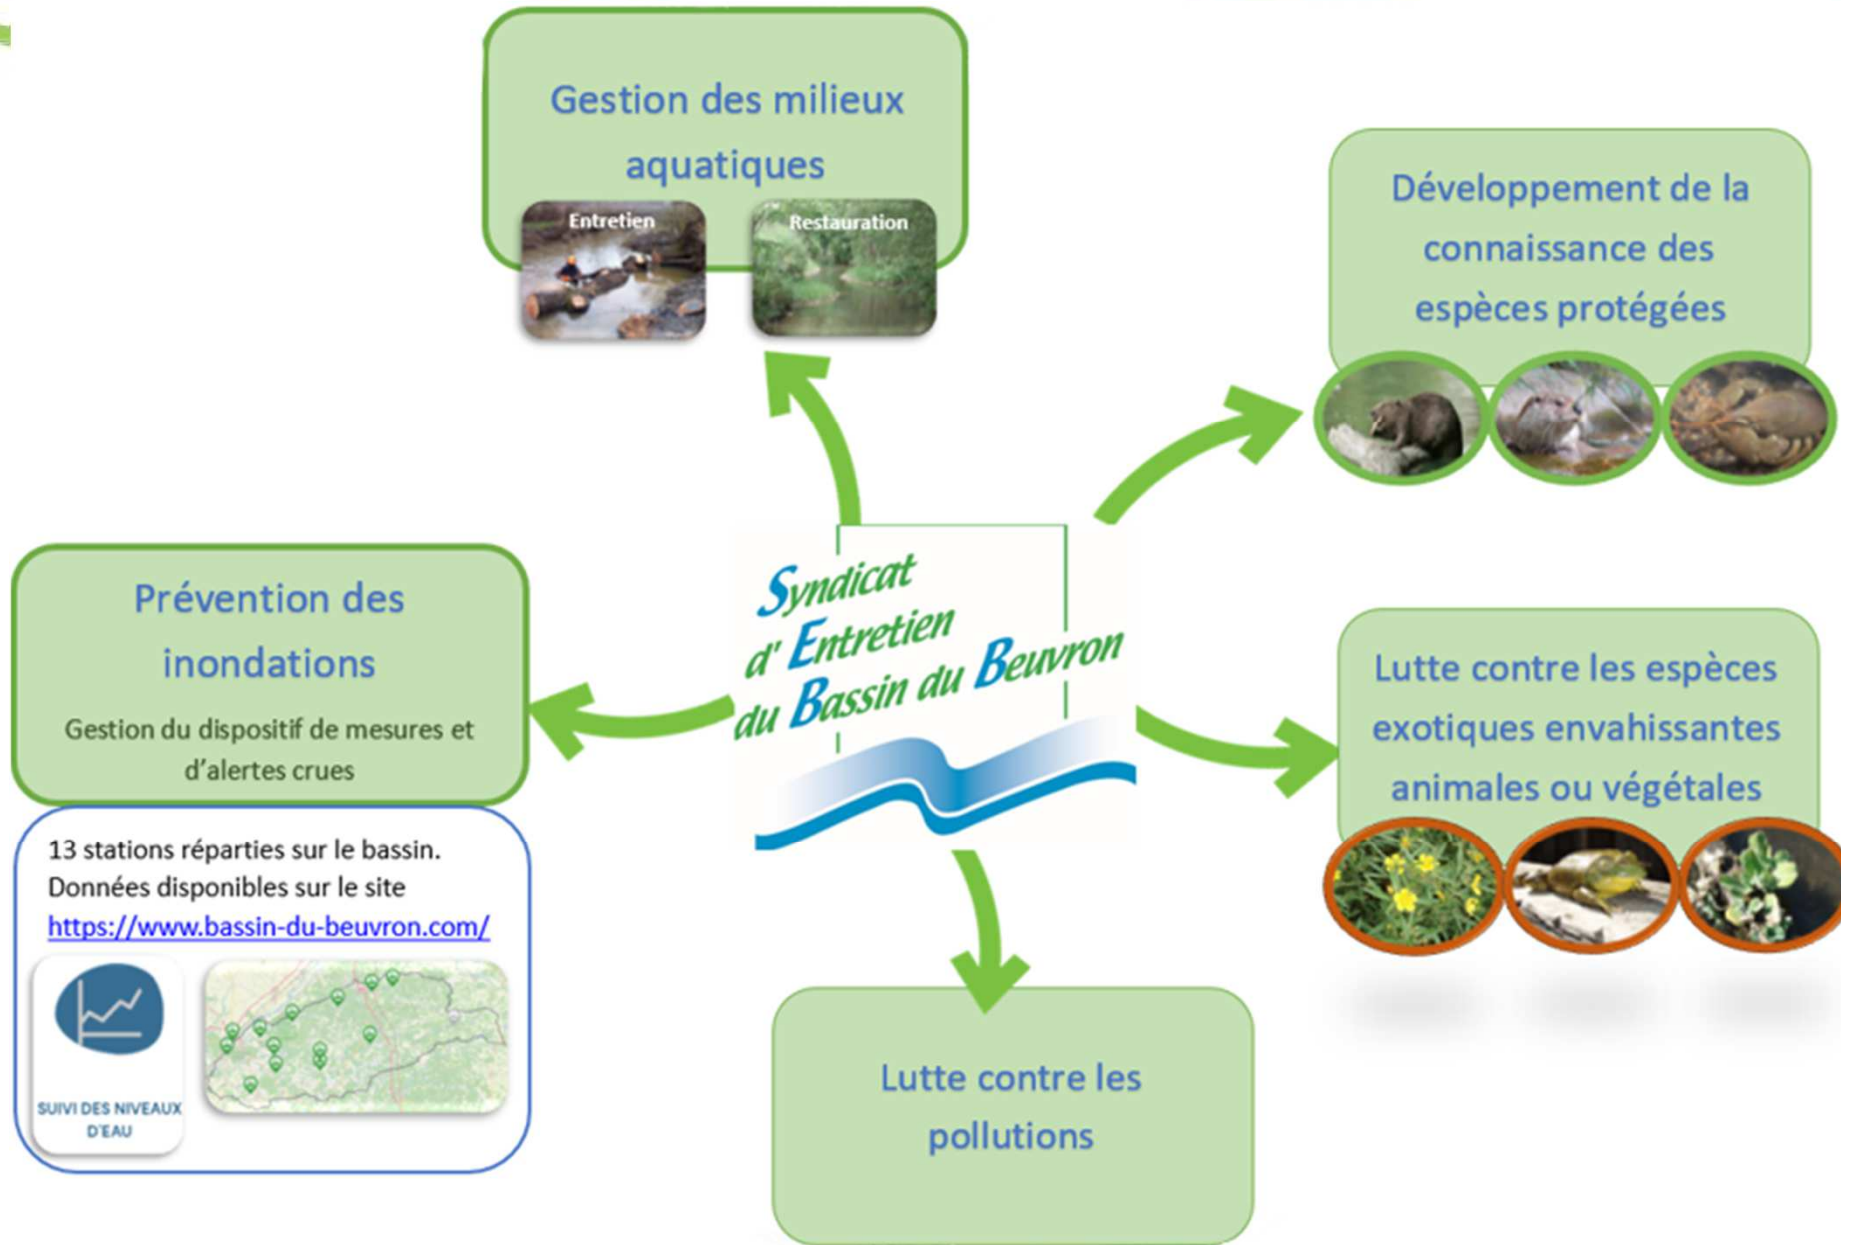 Gestion des milieux
aquatiques
Entretien
Restauration
Développement de la
connaissance des
espèces protégées
Prévention des
inondations
Gestion du dispositif de mesures et
d'alertes crues
13 stations réparties sur le bassin.
Données disponibles sur le site
https://www.bassin-du-beuvron.com/
SUIVI DES NIVEAUX
D'EAU
Syndicat
d' Entretien
du Bassin du Beuvron
Lutte contre les espèces
exotiques envahissantes
animales ou végétales
Lutte contre les
pollutions